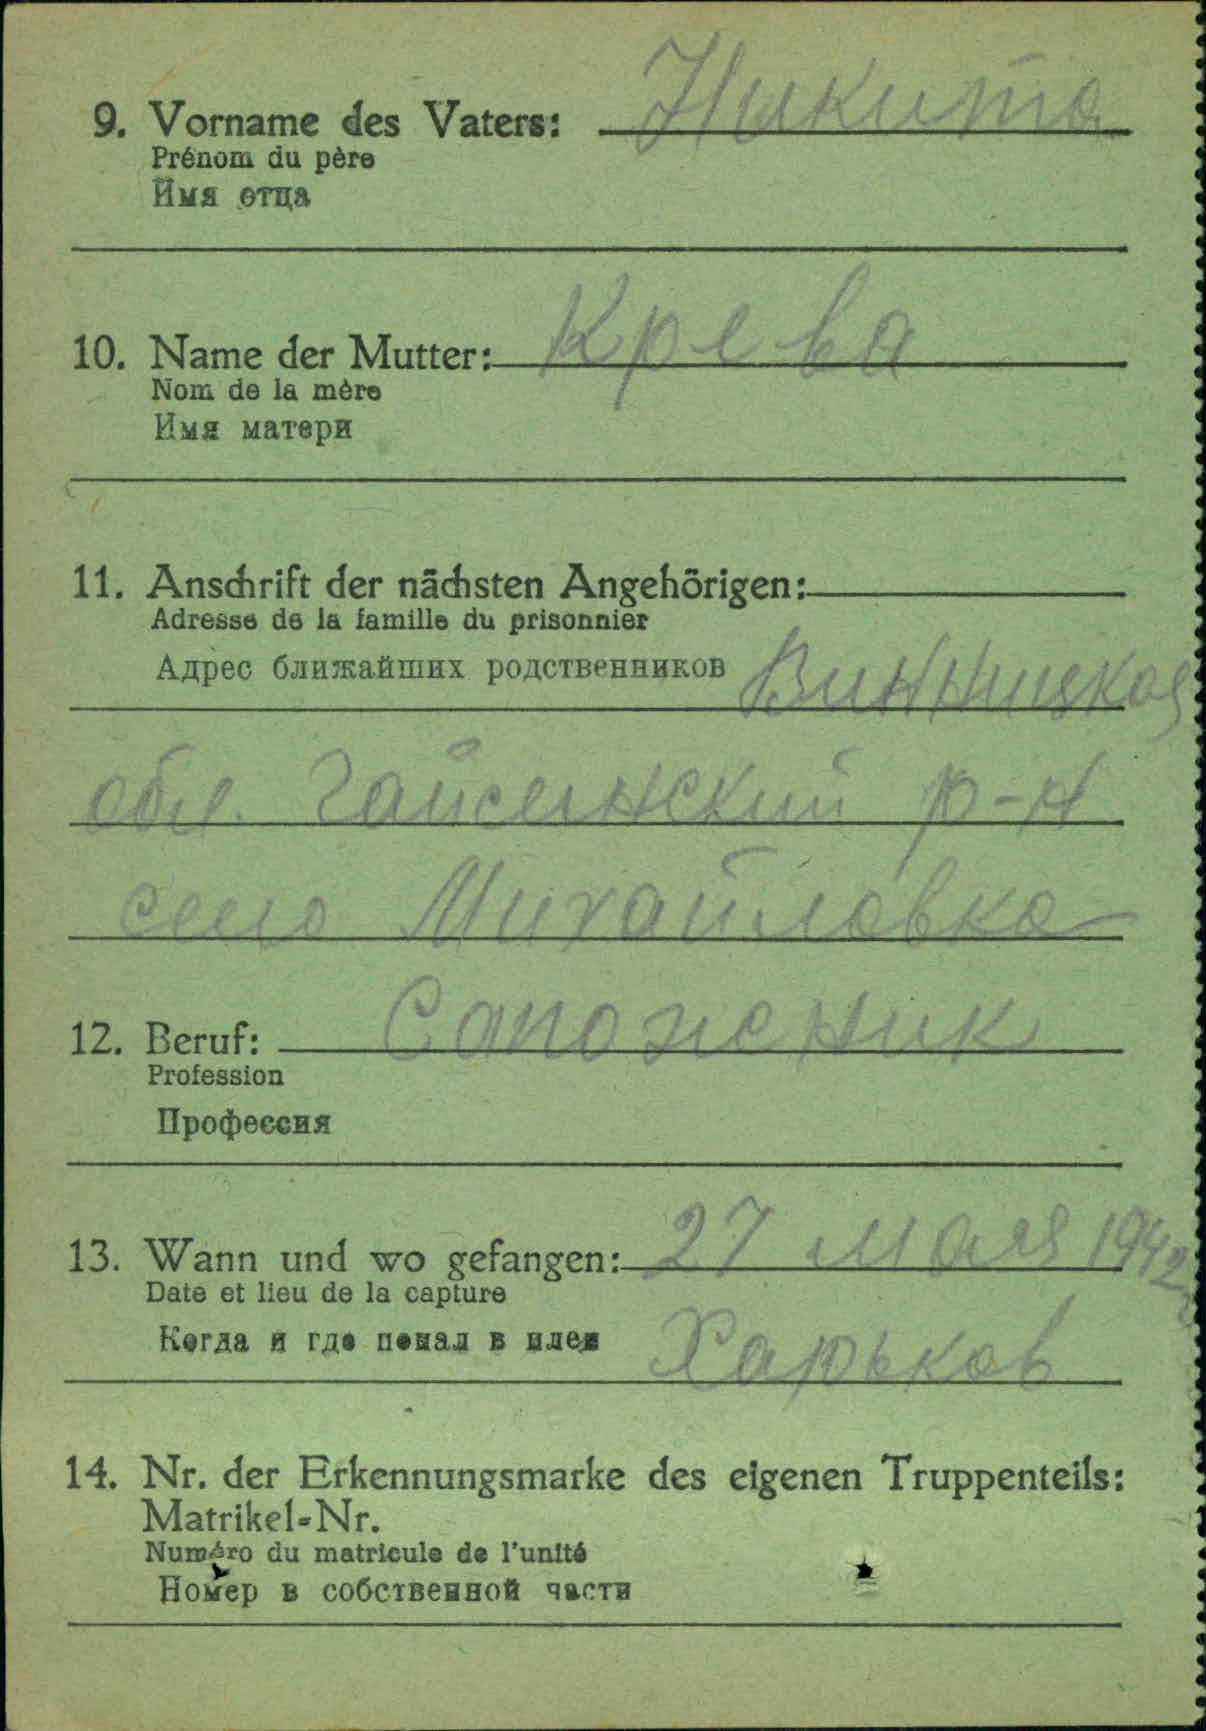 9. Vorname des Vaters: Никита
Prénom du père
Имя отца
10. Name der Mutter: Крева
Nom de la mère
Имя матери
11. Anschrift der nächsten Angehörigen:
Adresse de la famille du prisonnier
Адрес ближайших родственников Винницкая
обл. Гайсинский р-н
село Михайловка
12. Beruf: Сапожник
Profession
Профессия
13. Wann und wo gefangen: 27 мая 1942
Date et lieu de la capture
Когда и где попал в плен Харьков
14. Nr. der Erkennungsmarke des eigenen Truppenteils:
Matrikel-Nr.
Numéro du matricule de l'unité
Номер в собственной части